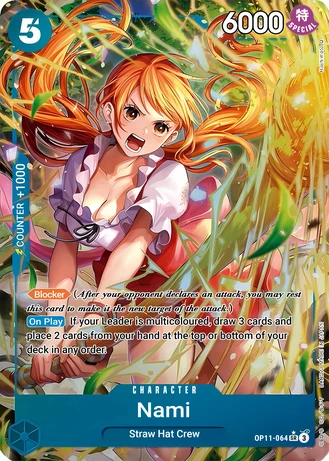 5
6000
特
SPECIAL
COUNTER +1000
Blocker (After your opponent declares an attack, you may rest
this card to make it the new target of the attack.)
On Play If your Leader is multicoloured, draw 3 cards and
place 2 cards from your hand at the top or bottom of
your deck in any order.
CHARACTER
Nami
Straw Hat Crew
OP11-064 SR 3